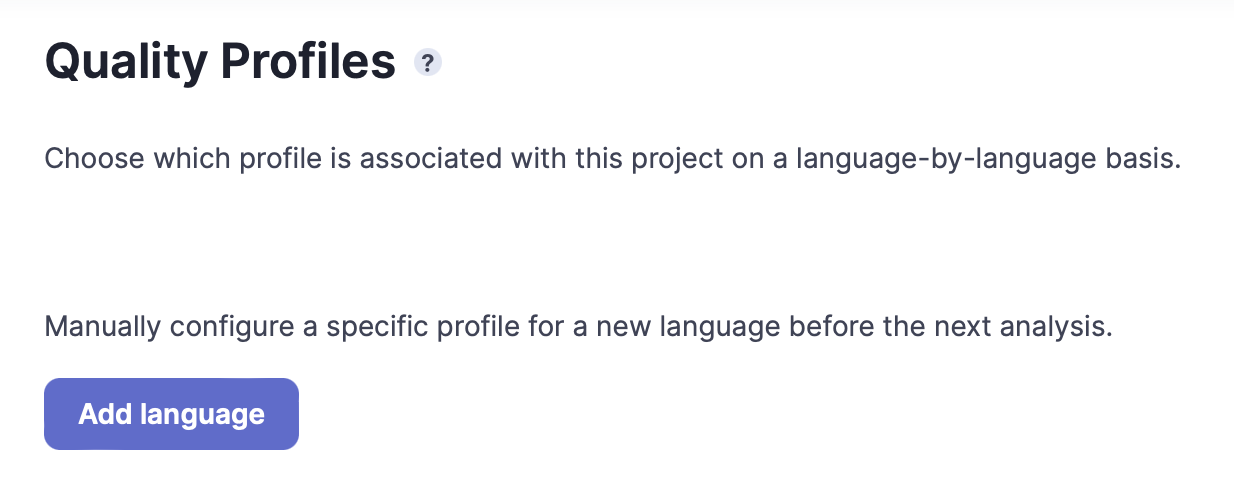 Quality Profiles ?
Choose which profile is associated with this project on a language-by-language basis.
Manually configure a specific profile for a new language before the next analysis.
Add language